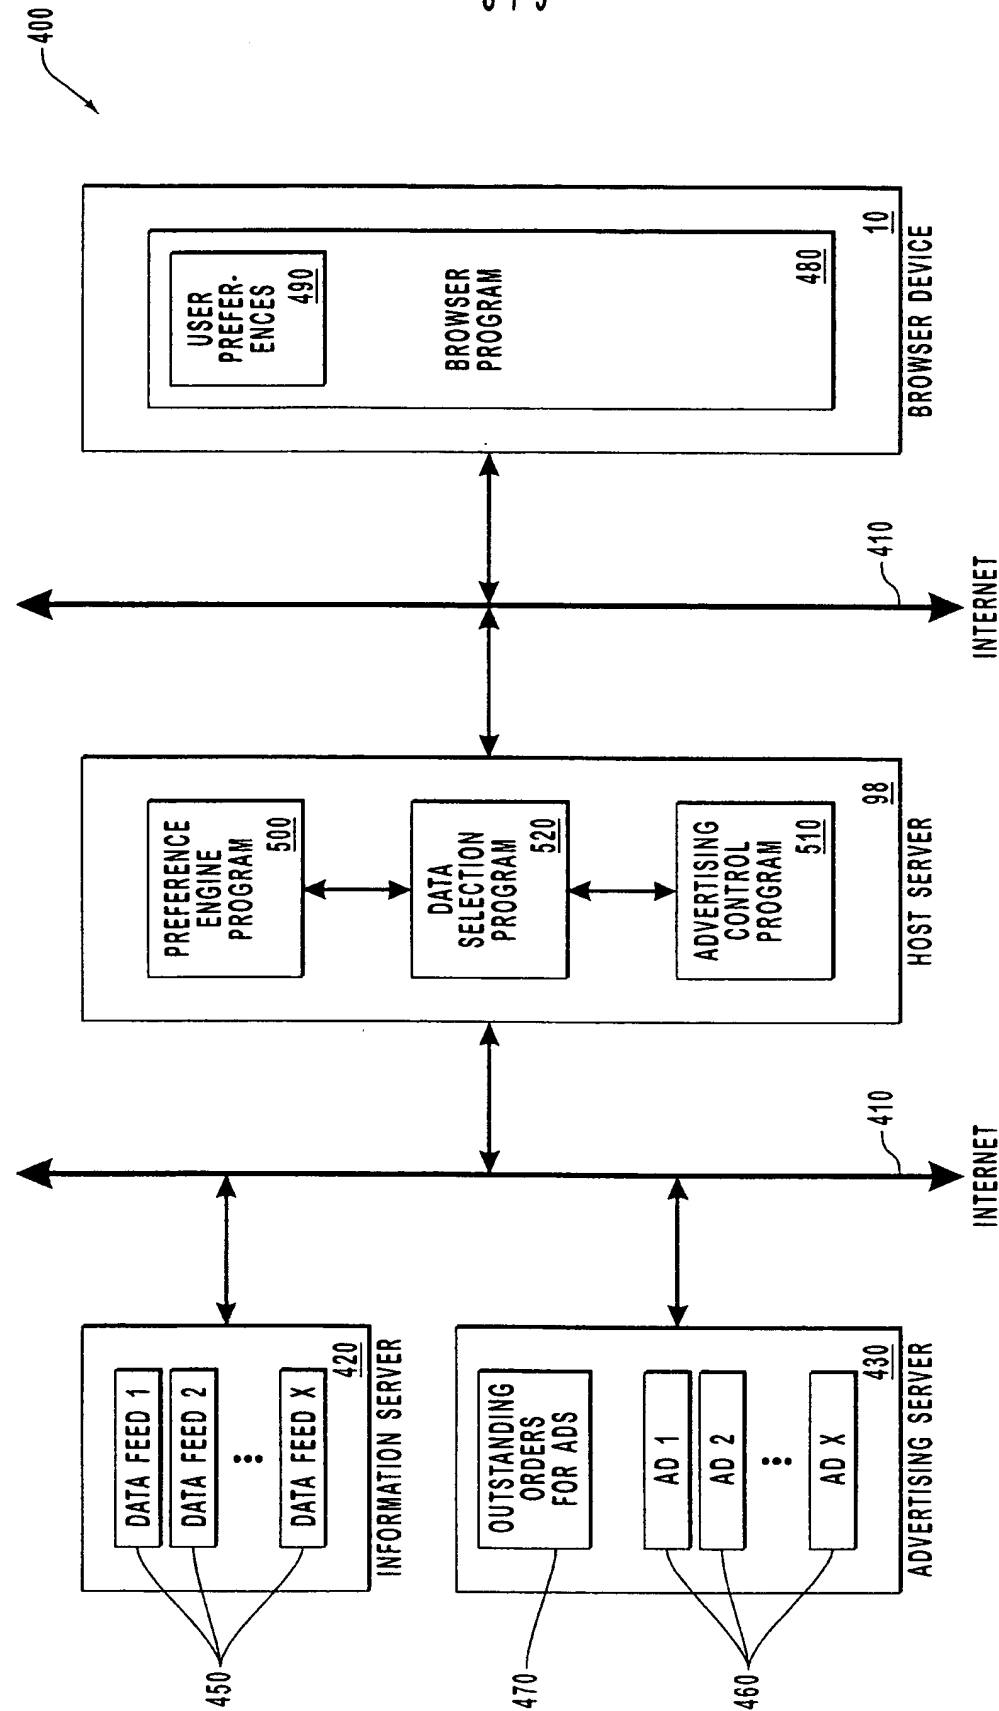 400
INFORMATION SERVER
420
DATA FEED 1
DATA FEED 2
DATA FEED X
450
ADVERTISING SERVER
430
OUTSTANDING
ORDERS
FOR ADS
470
AD 1
AD 2
AD X
460
INTERNET
410
HOST SERVER
98
PREFERENCE
ENGINE
PROGRAM
500
DATA
SELECTION
PROGRAM
520
ADVERTISING
CONTROL
PROGRAM
510
INTERNET
410
BROWSER DEVICE
10
USER
PREFER-
ENCES
490
BROWSER
PROGRAM
480